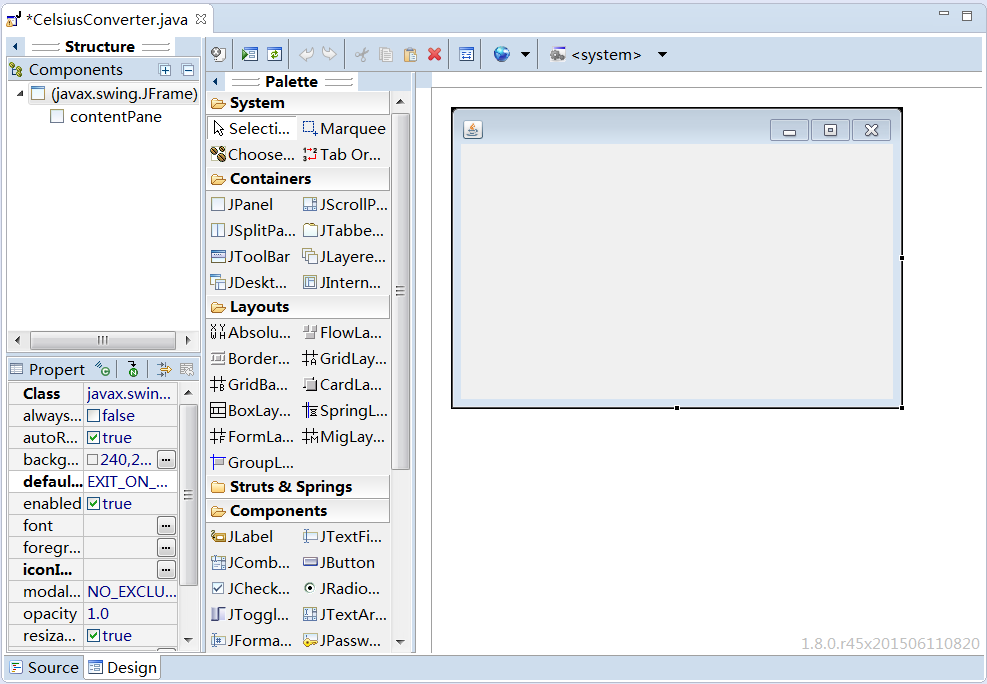 *CelsiusConverter.java
Structure
Components
(javax.swing.JFrame)
contentPane
Propert
Class javax.swin...
always... false
autoR... true
backg... 240,2... ...
defaul... EXIT_ON_...
enabled true
font ...
foregr... ...
iconI... ...
modal... NO_EXCLU...
opacity 1.0
resiza... true
<system>
Palette
System
Selecti... Marquee
Choose... Tab Or...
Containers
JPanel JScrollP...
JSplitPa... JTabbe...
JToolBar JLayere...
JDeskt... JIntern...
Layouts
Absolu... FlowLa...
Border... GridLay...
GridBa... CardLa...
BoxLay... SpringL...
FormLa... MigLay...
GroupL...
Struts & Springs
Components
JLabel JTextFi...
JComb... JButton
JCheck... JRadio...
JToggl... JTextAr...
JForma... JPassw...
1.8.0.r45x201506110820
Source Design